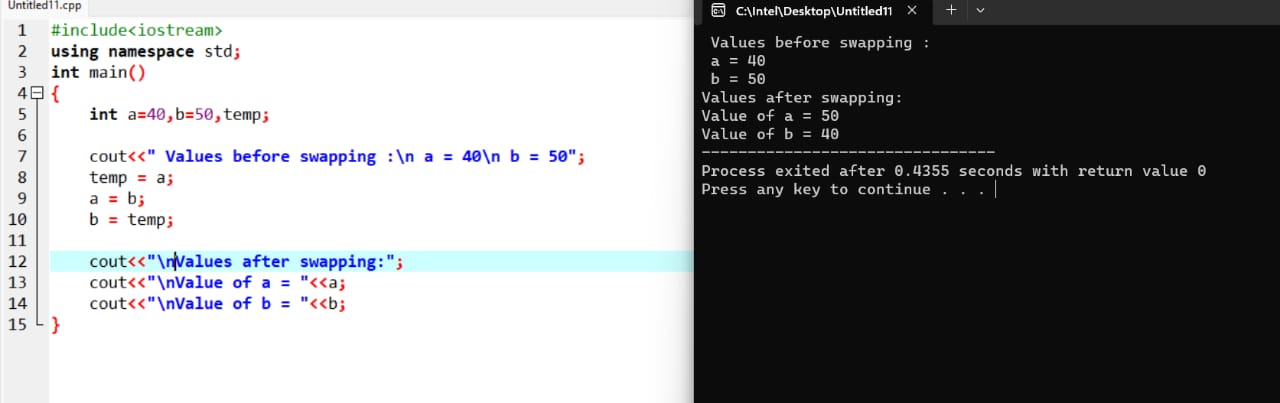 Untitled11.cpp
1 #include<iostream>
2 using namespace std;
3 int main()
4 {
5 int a=40,b=50,temp;
6
7 cout<<" Values before swapping :\n a = 40\n b = 50";
8 temp = a;
9 a = b;
10 b = temp;
11
12 cout<<"\nValues after swapping:";
13 cout<<"\nValue of a = "<<a;
14 cout<<"\nValue of b = "<<b;
15 }
C:\Intel\Desktop\Untitled11
Values before swapping :
a = 40
b = 50
Values after swapping:
Value of a = 50
Value of b = 40
--------------------------------
Process exited after 0.4355 seconds with return value 0
Press any key to continue . . .